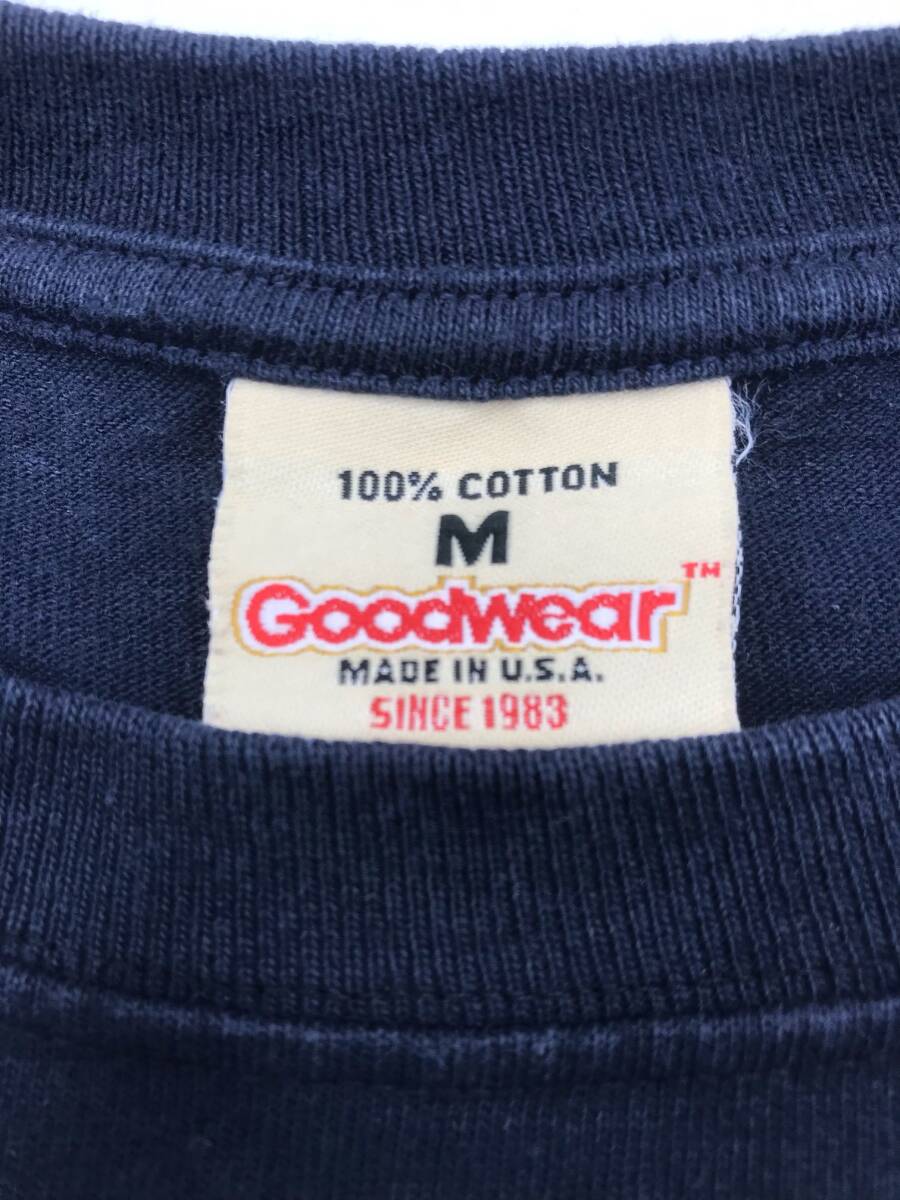 100% COTTON
M
Goodwear™
MADE IN U.S.A.
SINCE 1983